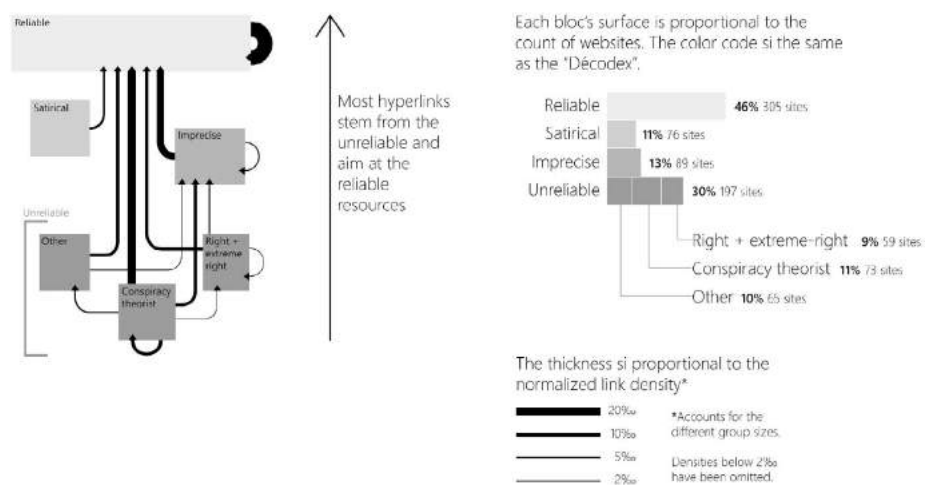 Reliable
Satirical
Imprecise
Unreliable
Other
Right +
extreme
right
Conspiracy
theorist
Most hyperlinks
stem from the
unreliable and
aim at the
reliable
resources
Each bloc's surface is proportional to the
count of websites. The color code si the same
as the "Décodex".
Reliable 46% 305 sites
Satirical 11% 76 sites
Imprecise 13% 89 sites
Unreliable 30% 197 sites
Right + extreme-right 9% 59 sites
Conspiracy theorist 11% 73 sites
Other 10% 65 sites
The thickness si proportional to the
normalized link density*
20‰
10‰
5‰
2‰
*Accounts for the
different group sizes.
Densities below 2‰
have been omitted.